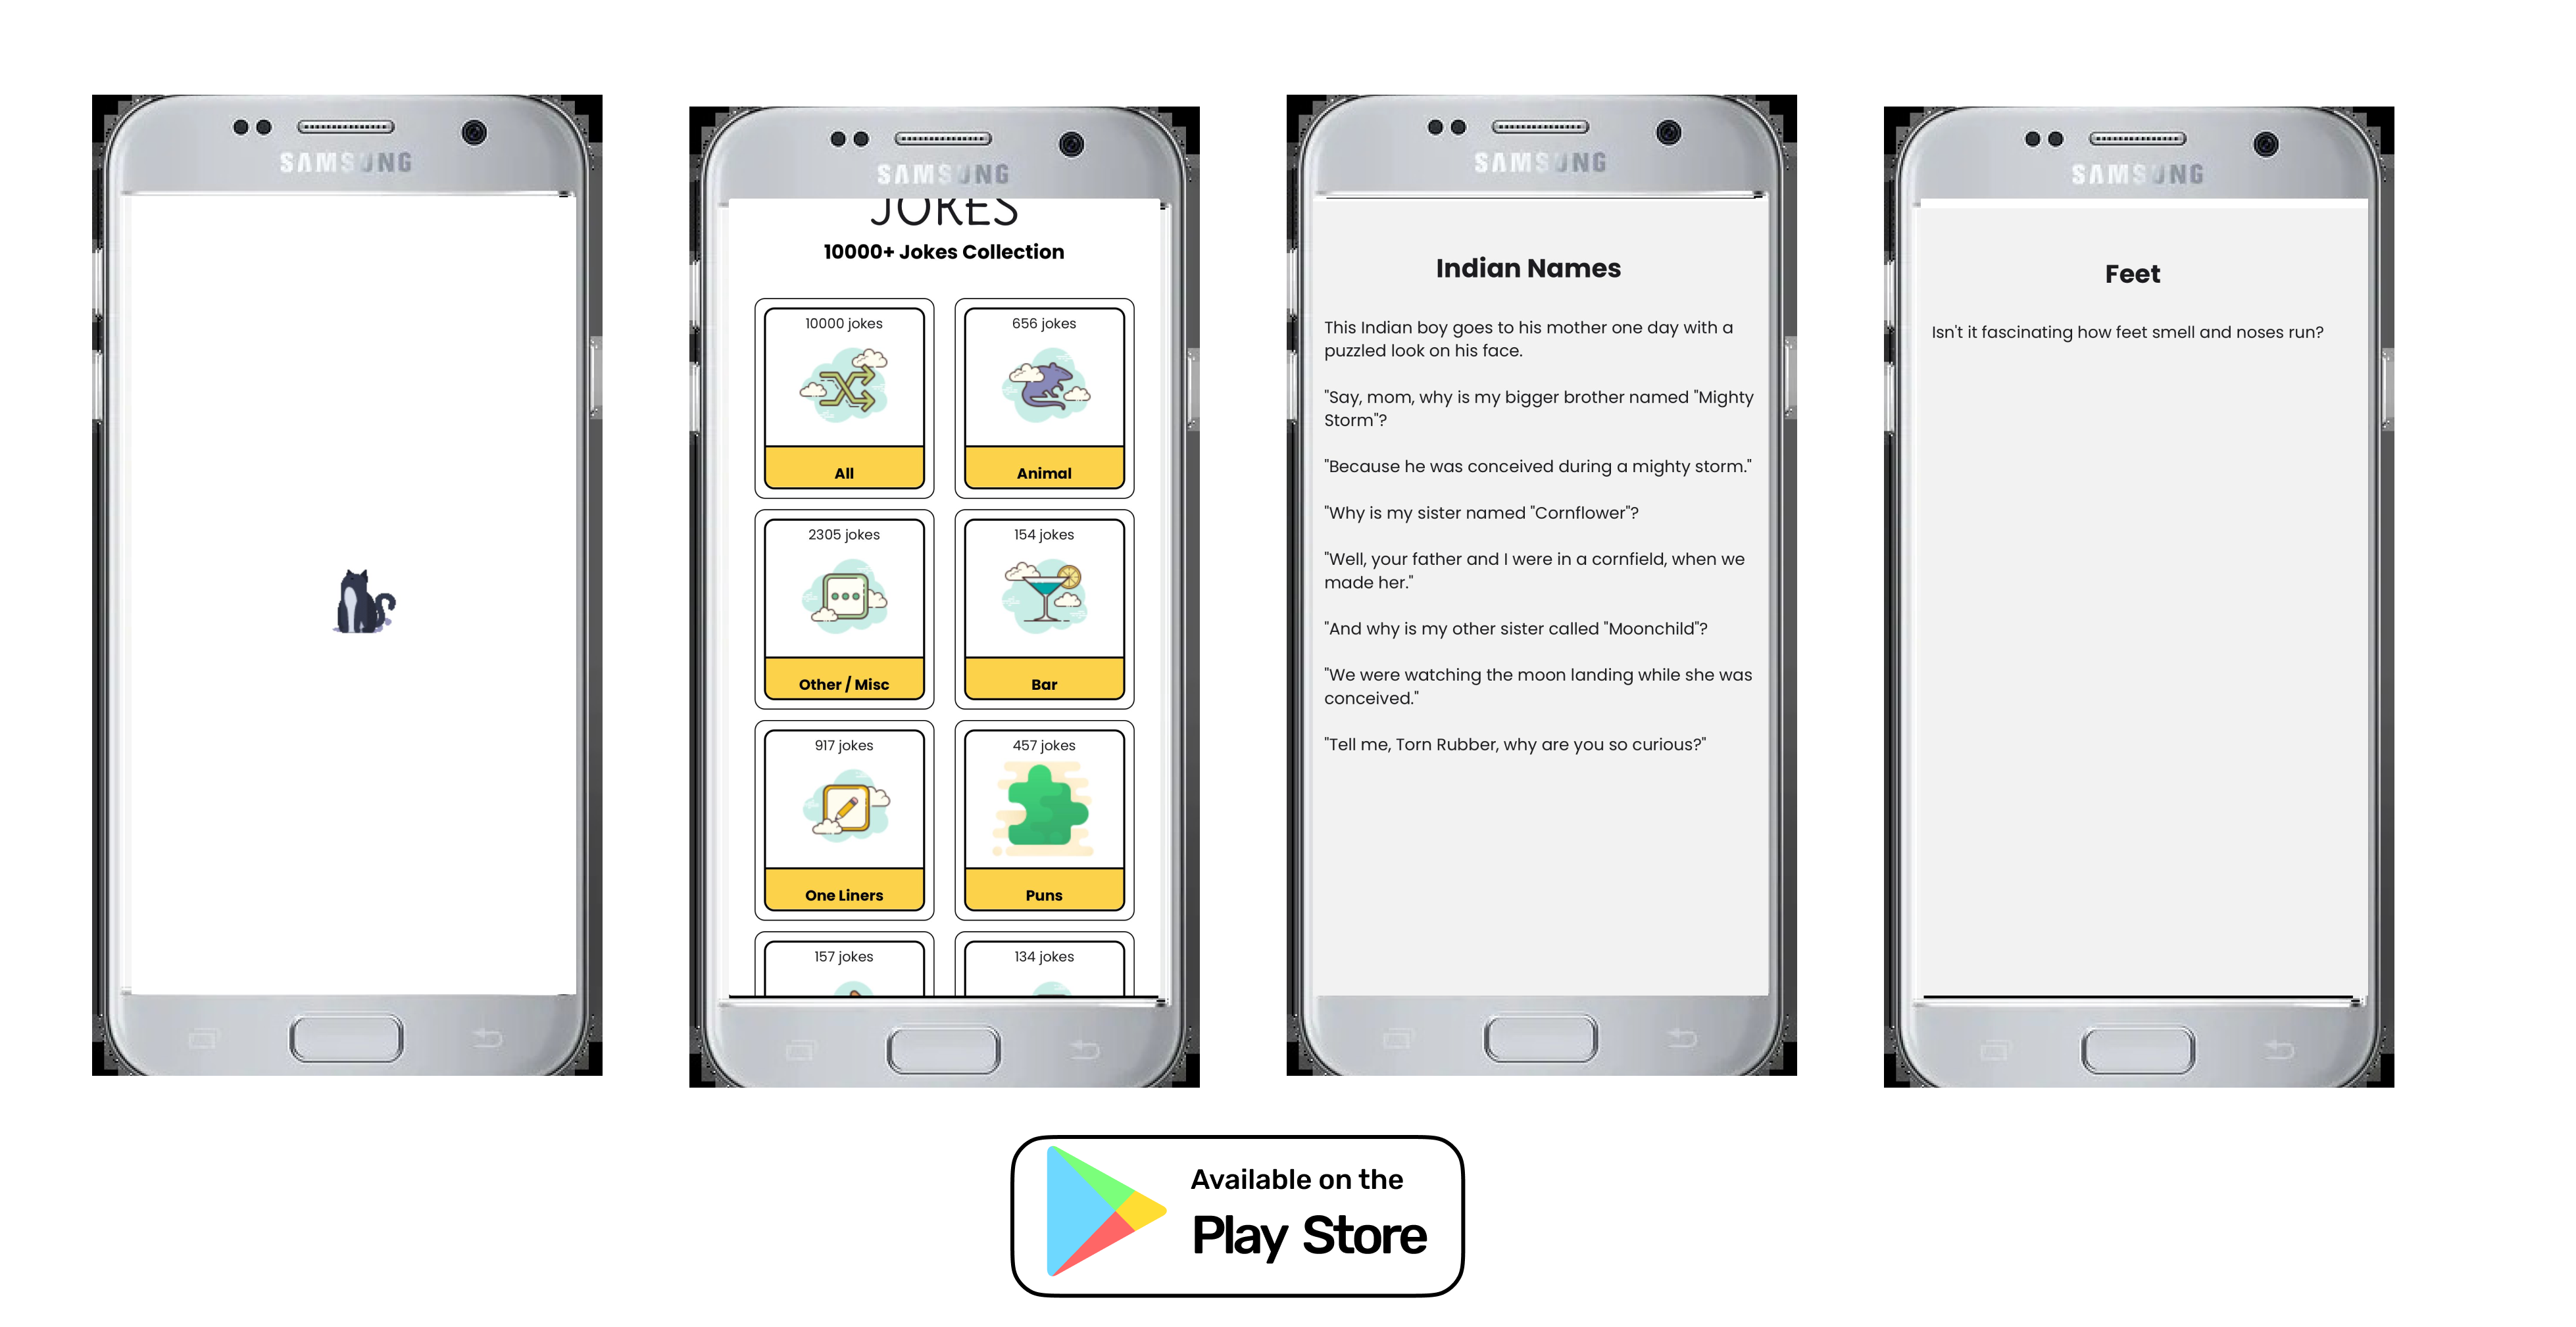 SAMSUNG
SAMSUNG
JOKES
10000+ Jokes Collection
10000 jokes
All
656 jokes
Animal
2305 jokes
Other / Misc
154 jokes
Bar
917 jokes
One Liners
457 jokes
Puns
157 jokes
134 jokes
SAMSUNG
Indian Names
This Indian boy goes to his mother one day with a
puzzled look on his face.
"Say, mom, why is my bigger brother named "Mighty
Storm"?
"Because he was conceived during a mighty storm."
"Why is my sister named "Cornflower"?
"Well, your father and I were in a cornfield, when we
made her."
"And why is my other sister called "Moonchild"?
"We were watching the moon landing while she was
conceived."
"Tell me, Torn Rubber, why are you so curious?"
SAMSUNG
Feet
Isn't it fascinating how feet smell and noses run?
Available on the
Play Store